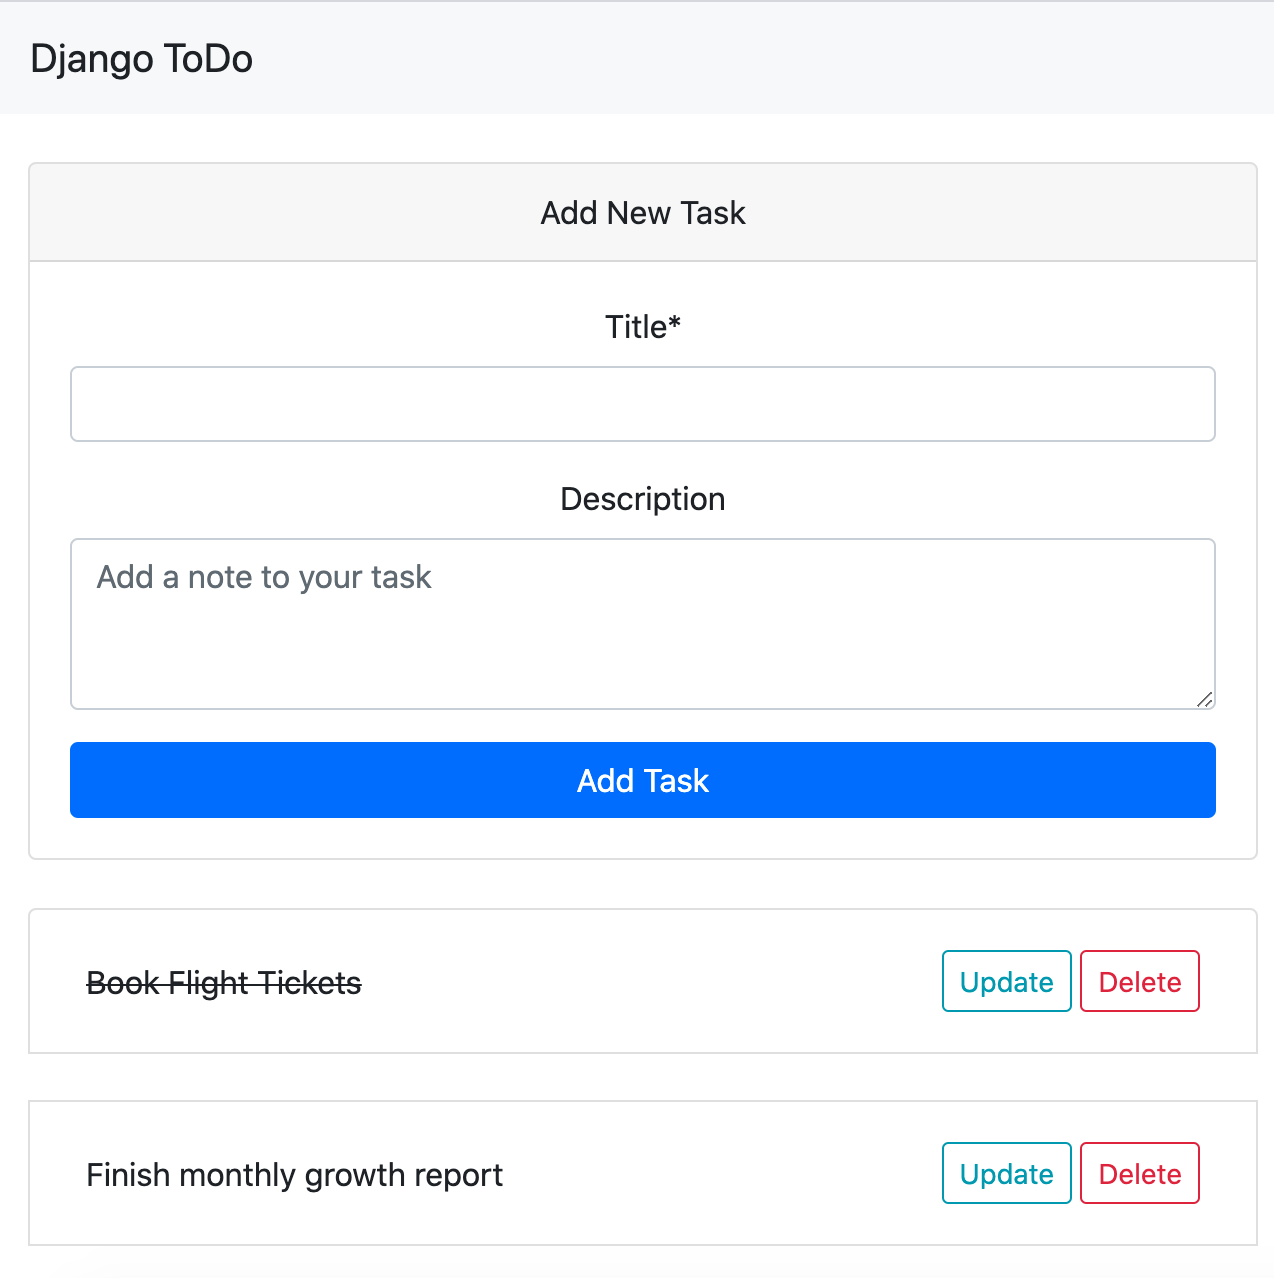 Django ToDo
Add New Task
Title*
Description
Add a note to your task
Add Task
Book Flight Tickets Update Delete
Finish monthly growth report Update Delete